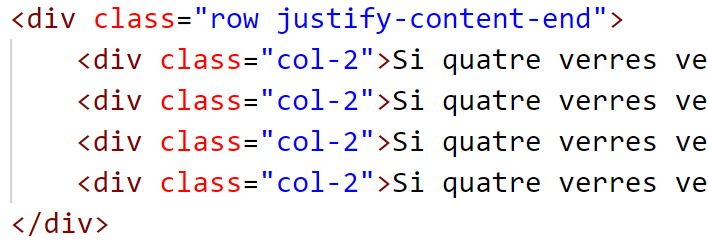 <div class="row justify-content-end">
<div class="col-2">Si quatre verres ve
<div class="col-2">Si quatre verres ve
<div class="col-2">Si quatre verres ve
<div class="col-2">Si quatre verres ve
</div>